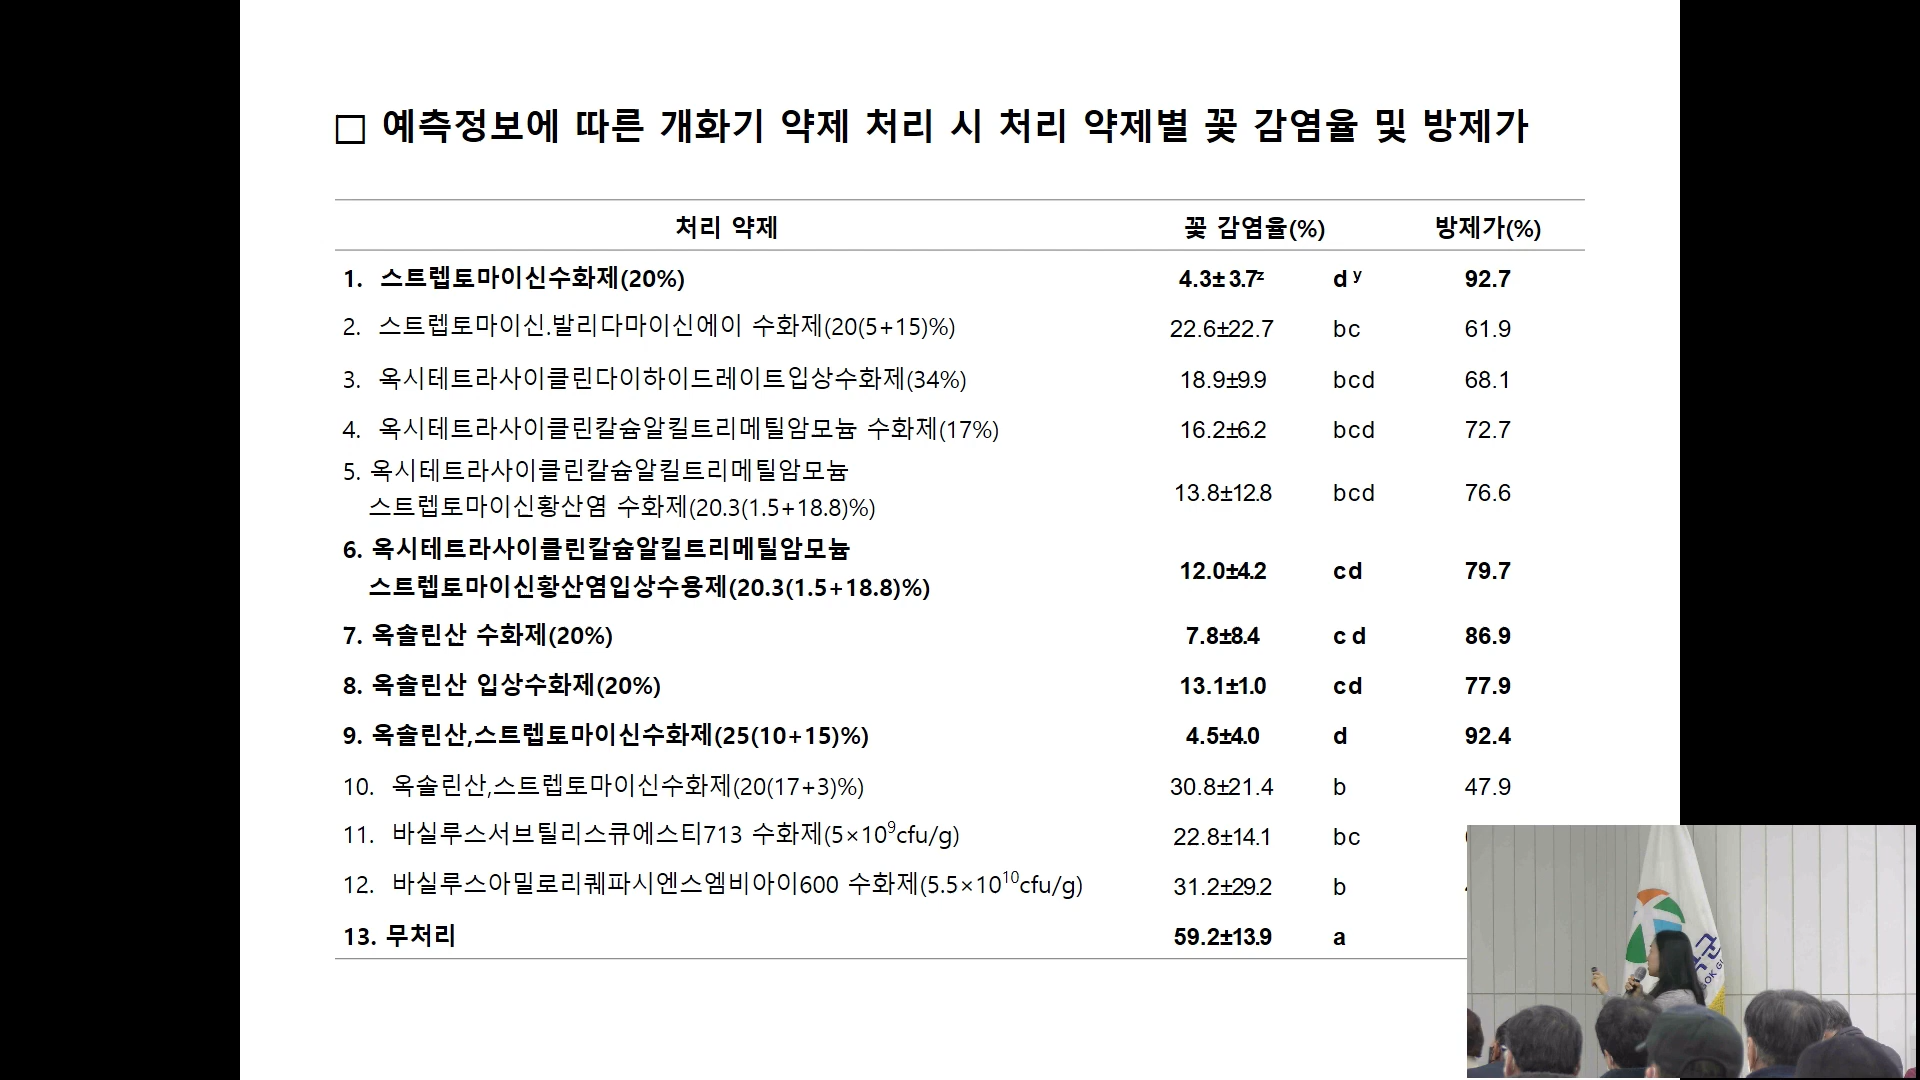 □ 예측정보에 따른 개화기 약제 처리 시 처리 약제별 꽃 감염율 및 방제가
처리 약제 꽃 감염율(%) 방제가(%)
1. 스트렙토마이신수화제(20%) 4.3±3.7ᶻ d ʸ 92.7
2. 스트렙토마이신.발리다마이신에이 수화제(20(5+15)%) 22.6±22.7 bc 61.9
3. 옥시테트라사이클린다이하이드레이트입상수화제(34%) 18.9±9.9 bcd 68.1
4. 옥시테트라사이클린칼슘알킬트리메틸암모늄 수화제(17%) 16.2±6.2 bcd 72.7
5. 옥시테트라사이클린칼슘알킬트리메틸암모늄
스트렙토마이신황산염 수화제(20.3(1.5+18.8)%) 13.8±12.8 bcd 76.6
6. 옥시테트라사이클린칼슘알킬트리메틸암모늄
스트렙토마이신황산염입상수용제(20.3(1.5+18.8)%) 12.0±4.2 cd 79.7
7. 옥솔린산 수화제(20%) 7.8±8.4 c d 86.9
8. 옥솔린산 입상수화제(20%) 13.1±1.0 cd 77.9
9. 옥솔린산,스트렙토마이신수화제(25(10+15)%) 4.5±4.0 d 92.4
10. 옥솔린산,스트렙토마이신수화제(20(17+3)%) 30.8±21.4 b 47.9
11. 바실루스서브틸리스큐에스티713 수화제(5×10⁹cfu/g) 22.8±14.1 bc
12. 바실루스아밀로리퀘파시엔스엠비아이600 수화제(5.5×10¹⁰cfu/g) 31.2±29.2 b
13. 무처리 59.2±13.9 a